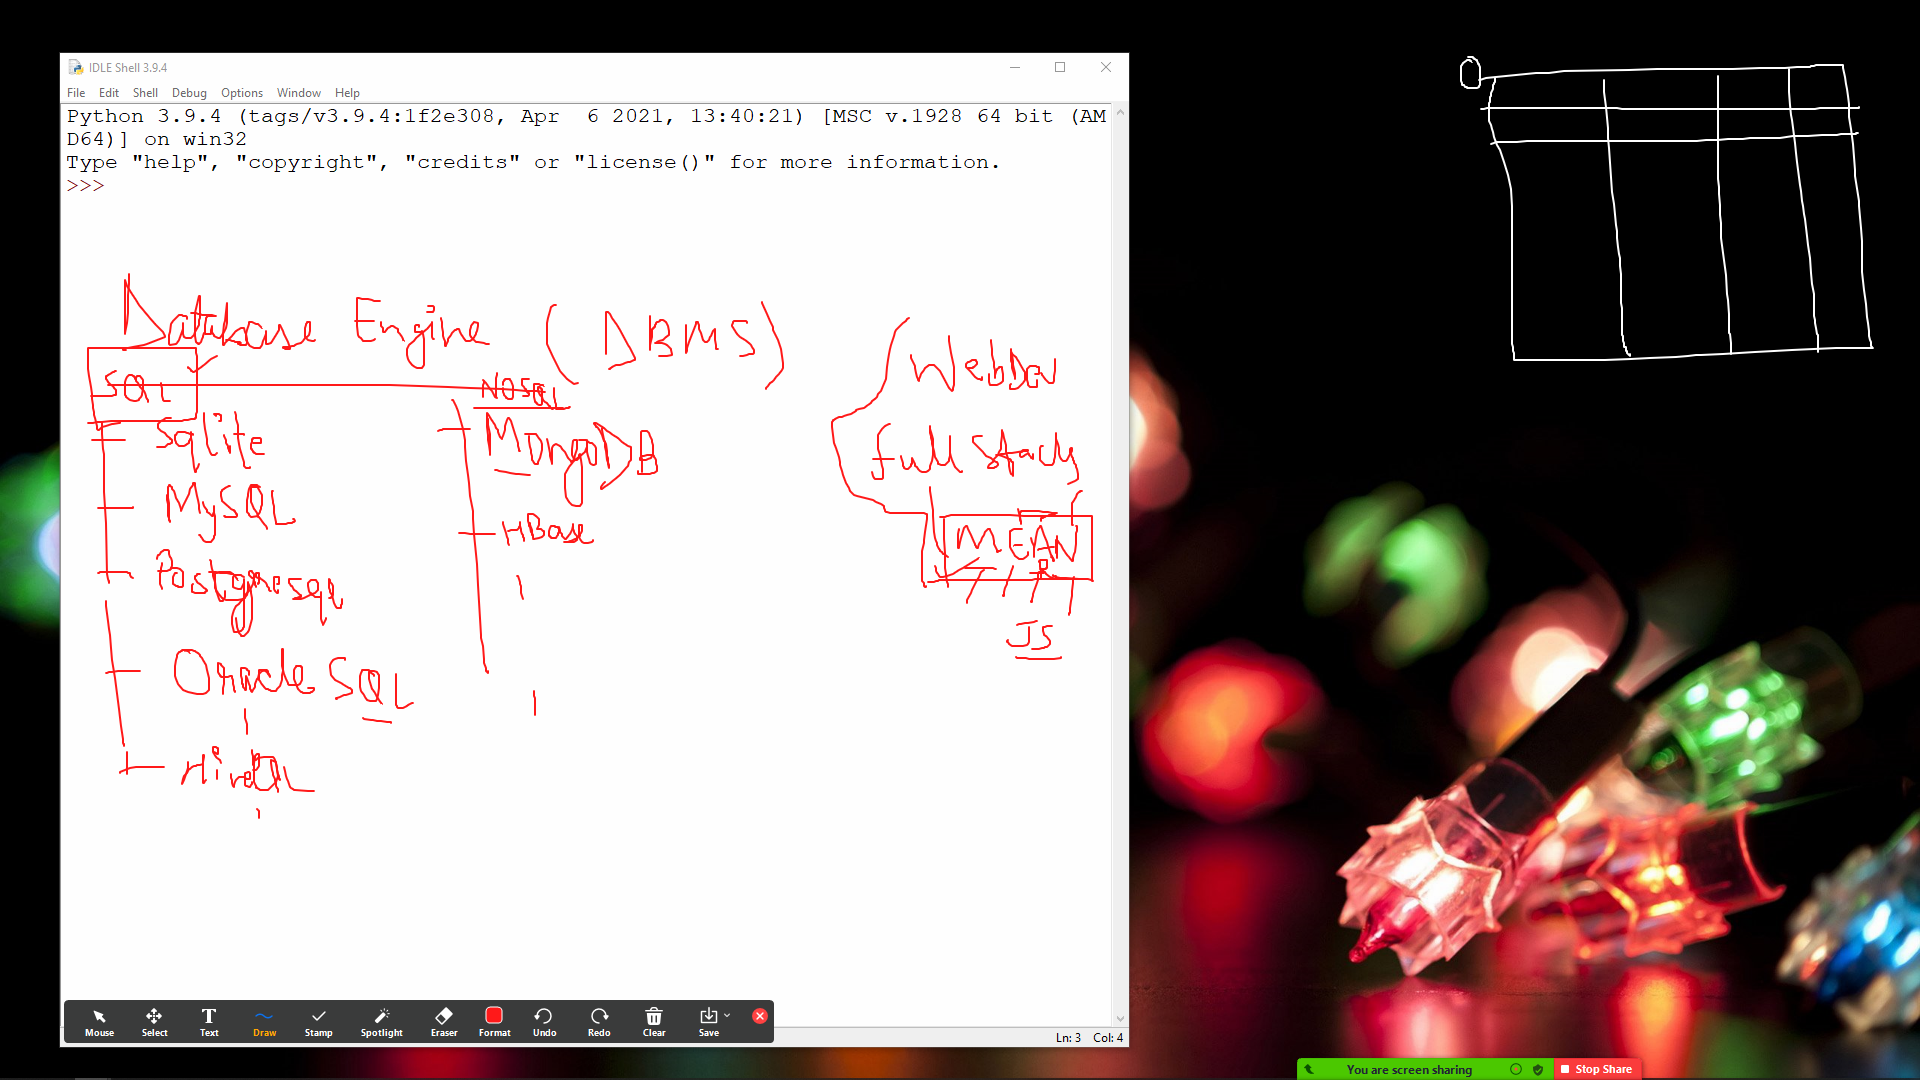 IDLE Shell 3.9.4
File Edit Shell Debug Options Window Help
Python 3.9.4 (tags/v3.9.4:1f2e308, Apr  6 2021, 13:40:21) [MSC v.1928 64 bit (AM
D64)] on win32
Type "help", "copyright", "credits" or "license()" for more information.
>>>
Database Engine (DBMS)
SQL
Sqlite
MySQL
Postgresql
Oracle SQL
HiveQL
NOSQL
MongoDB
HBase
WebDev
Full Stack
MEAN
R
JS
Mouse Select Text Draw Stamp Spotlight Eraser Format Undo Redo Clear Save
Ln: 3 Col: 4
You are screen sharing Stop Share